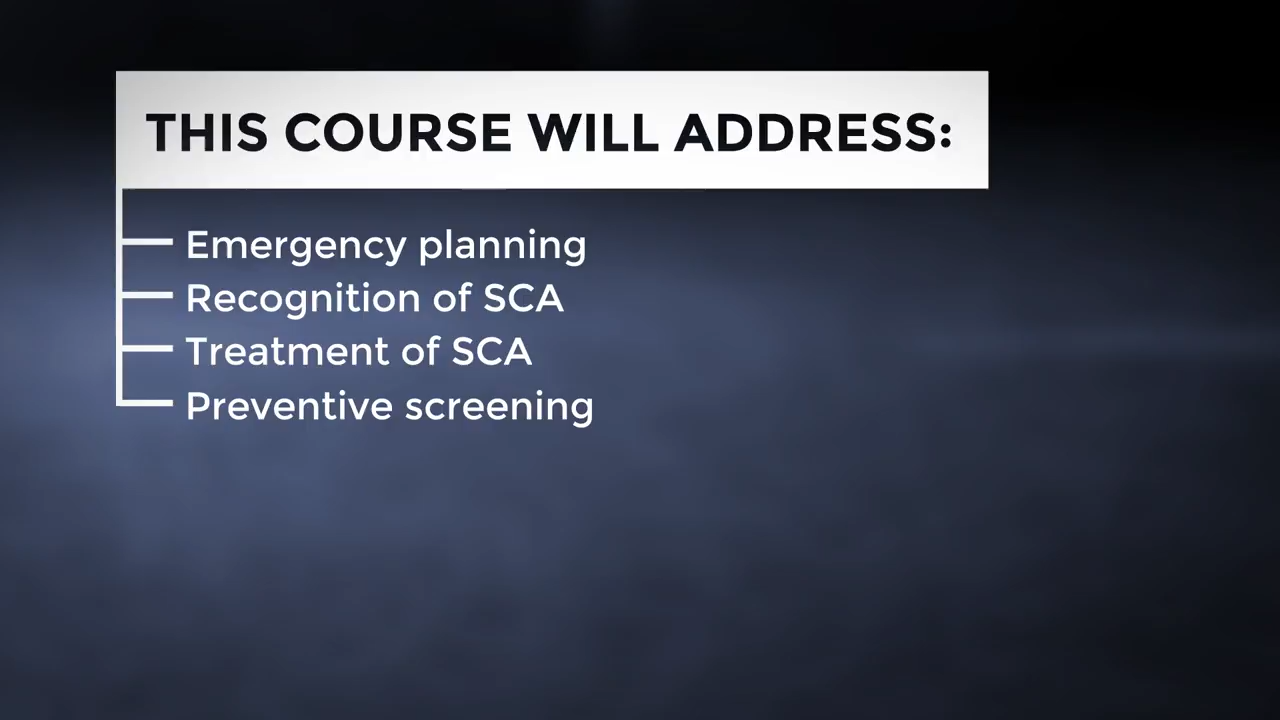 THIS COURSE WILL ADDRESS:
Emergency planning
Recognition of SCA
Treatment of SCA
Preventive screening